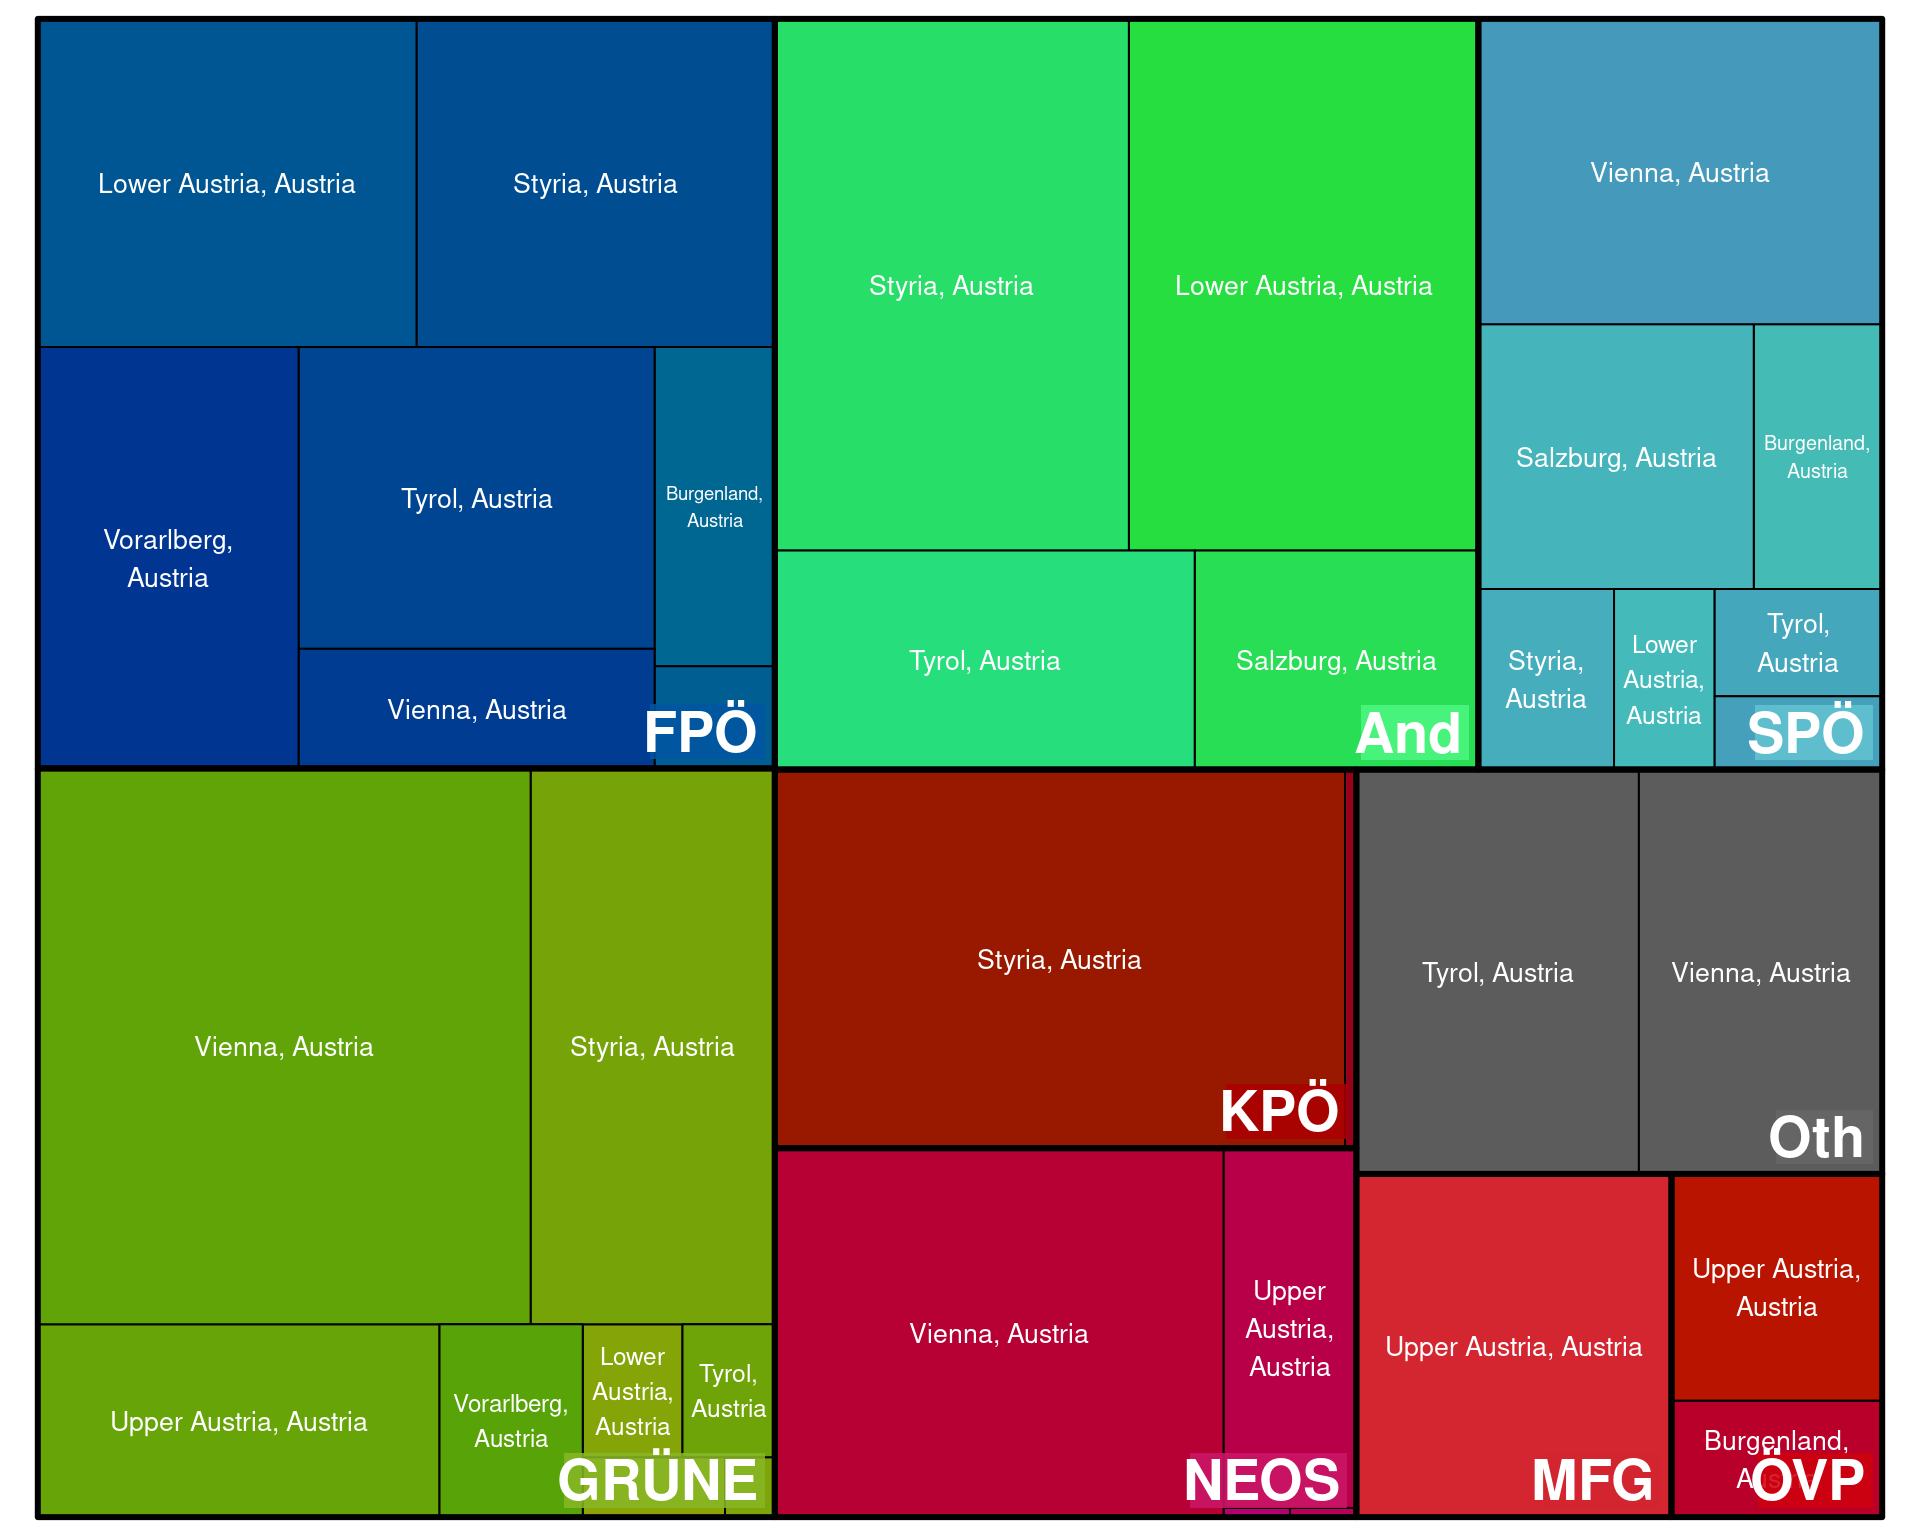 Lower Austria, Austria
Styria, Austria
Vorarlberg,
Austria
Tyrol, Austria
Burgenland,
Austria
Vienna, Austria
FPÖ
Styria, Austria
Lower Austria, Austria
Tyrol, Austria
Salzburg, Austria
And
Vienna, Austria
Salzburg, Austria
Burgenland,
Austria
Styria,
Austria
Lower
Austria,
Austria
Tyrol,
Austria
SPÖ
Vienna, Austria
Styria, Austria
Upper Austria, Austria
Vorarlberg,
Austria
Lower
Austria,
Austria
Tyrol,
Austria
GRÜNE
Styria, Austria
KPÖ
Vienna, Austria
Upper
Austria,
Austria
NEOS
Tyrol, Austria
Vienna, Austria
Oth
Upper Austria, Austria
MFG
Upper Austria,
Austria
Burgenland,
ÖVP